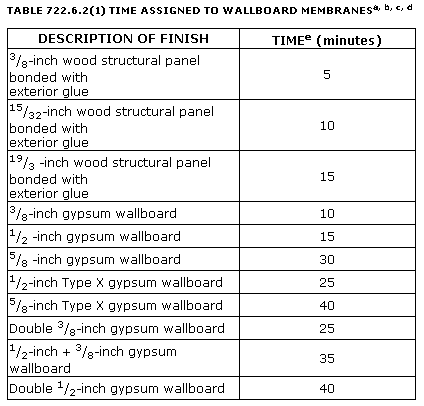 TABLE 722.6.2(1) TIME ASSIGNED TO WALLBOARD MEMBRANESa, b, c, d
DESCRIPTION OF FINISH TIMEe (minutes)
3/8-inch wood structural panel
bonded with
exterior glue
5
15/32-inch wood structural panel
bonded with
exterior glue
10
19/3 -inch wood structural panel
bonded with
exterior glue
15
3/8-inch gypsum wallboard 10
1/2 -inch gypsum wallboard 15
5/8 -inch gypsum wallboard 30
1/2-inch Type X gypsum wallboard 25
5/8-inch Type X gypsum wallboard 40
Double 3/8-inch gypsum wallboard 25
1/2-inch + 3/8-inch gypsum
wallboard
35
Double 1/2-inch gypsum wallboard 40